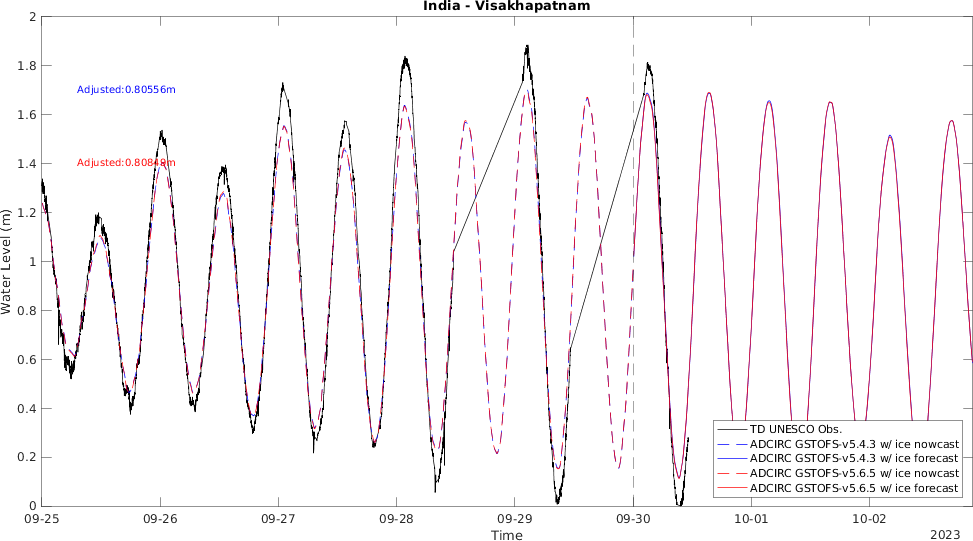 India - Visakhapatnam
Water Level (m)
2
1.8
1.6
1.4
1.2
1
0.8
0.6
0.4
0.2
0
Adjusted:0.80556m
Adjusted:0.80849m
TD UNESCO Obs.
ADCIRC GSTOFS-v5.4.3 w/ ice nowcast
ADCIRC GSTOFS-v5.4.3 w/ ice forecast
ADCIRC GSTOFS-v5.6.5 w/ ice nowcast
ADCIRC GSTOFS-v5.6.5 w/ ice forecast
09-25 09-26 09-27 09-28 09-29 09-30 10-01 10-02
Time
2023